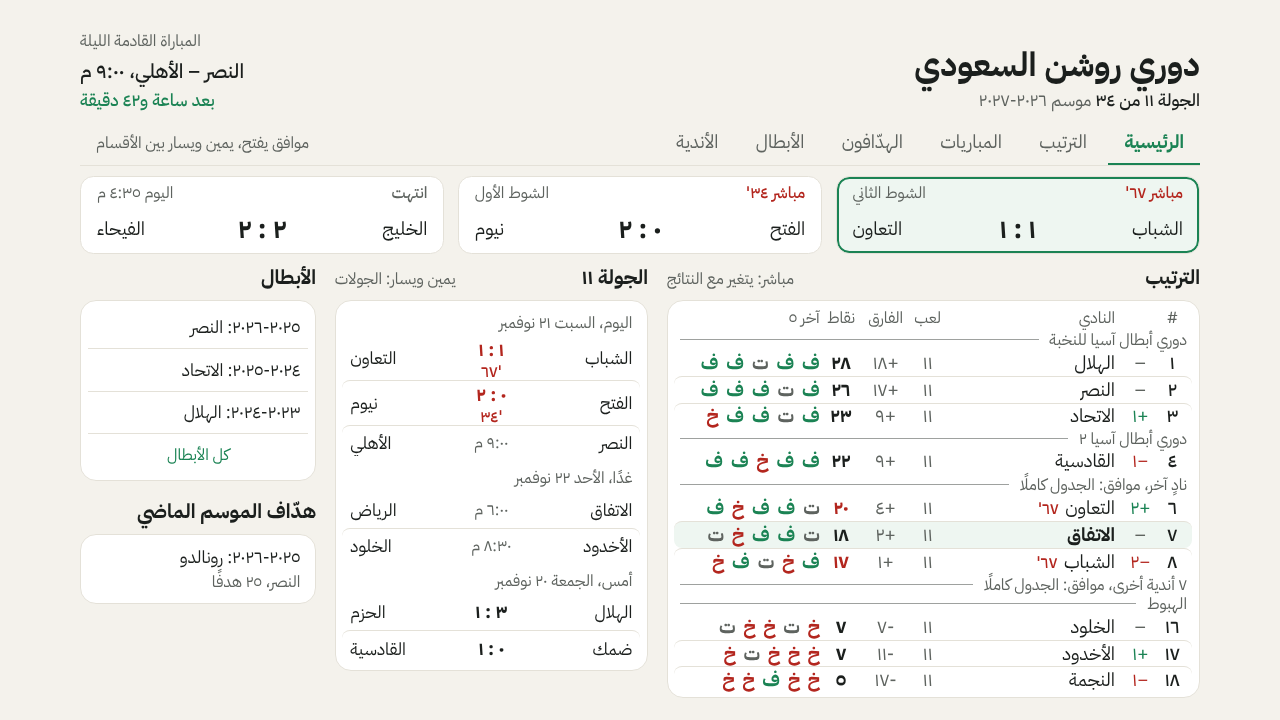 دوري روشن السعودي
الجولة ١١ من ٣٤ موسم ٢٠٢٦-٢٠٢٧
المباراة القادمة الليلة
النصر – الأهلي، ٩:٠٠ م
بعد ساعة و٤٢ دقيقة
الرئيسية
الترتيب
المباريات
الهدّافون
الأبطال
الأندية
موافق يفتح، يمين ويسار بين الأقسام
مباشر ٦٧'
الشوط الثاني
الشباب ١ : ١ التعاون
مباشر ٣٤'
الشوط الأول
الفتح ٠ : ٢ نيوم
انتهت
اليوم ٤:٣٥ م
الخليج ٢ : ٢ الفيحاء
الترتيب
مباشر: يتغير مع النتائج
# النادي لعب الفارق نقاط آخر ٥
دوري أبطال آسيا للنخبة
١ – الهلال ١١ +١٨ ٢٨ ف ف ت ف ف
٢ – النصر ١١ +١٧ ٢٦ ف ت ف ف ف
٣ +١ الاتحاد ١١ +٩ ٢٣ ف ت ف ف خ
دوري أبطال آسيا ٢
٤ −١ القادسية ١١ +٩ ٢٢ ف ف خ ف ف
نادٍ آخر، موافق: الجدول كاملًا
٦ +٢ التعاون ٦٧' ١١ +٤ ٢٠ ت ف ف خ ف
٧ – الاتفاق ١١ +٢ ١٨ ت ف ف خ ت
٨ −٢ الشباب ٦٧' ١١ +١ ١٧ ف خ ت ف خ
٧ أندية أخرى، موافق: الجدول كاملًا
الهبوط
١٦ – الخلود ١١ -٧ ٧ خ ت خ خ ت
١٧ +١ الأخدود ١١ -١١ ٧ خ خ خ ت خ
١٨ −١ النجمة ١١ -١٧ ٥ خ خ ف خ خ
الجولة ١١
يمين ويسار: الجولات
اليوم، السبت ٢١ نوفمبر
الشباب ١ : ١ التعاون
٦٧'
الفتح ٠ : ٢ نيوم
٣٤'
النصر ٩:٠٠ م الأهلي
غدًا، الأحد ٢٢ نوفمبر
الاتفاق ٦:٠٠ م الرياض
الأخدود ٨:٣٠ م الخلود
أمس، الجمعة ٢٠ نوفمبر
الهلال ٣ : ١ الحزم
ضمك ٠ : ١ القادسية
الأبطال
٢٠٢٥-٢٠٢٦: النصر
٢٠٢٤-٢٠٢٥: الاتحاد
٢٠٢٣-٢٠٢٤: الهلال
كل الأبطال
هدّاف الموسم الماضي
٢٠٢٥-٢٠٢٦: رونالدو
النصر، ٢٥ هدفًا